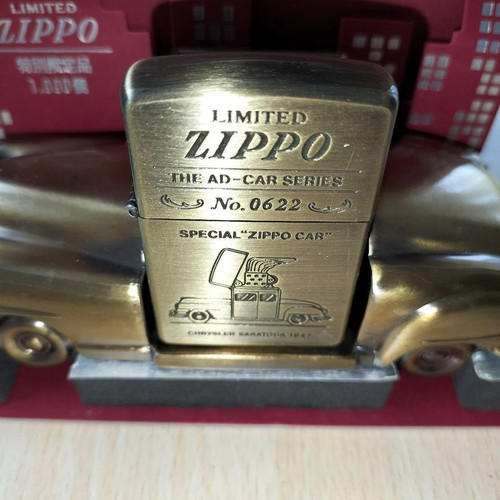 LIMITED
ZIPPO
特別限定品
1,000個
LIMITED
ZIPPO
THE AD-CAR SERIES
No. 0622
SPECIAL "ZIPPO CAR"
CHRYSLER SARATOGA 1947